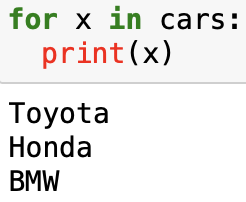 for x in cars:
  print(x)
Toyota
Honda
BMW